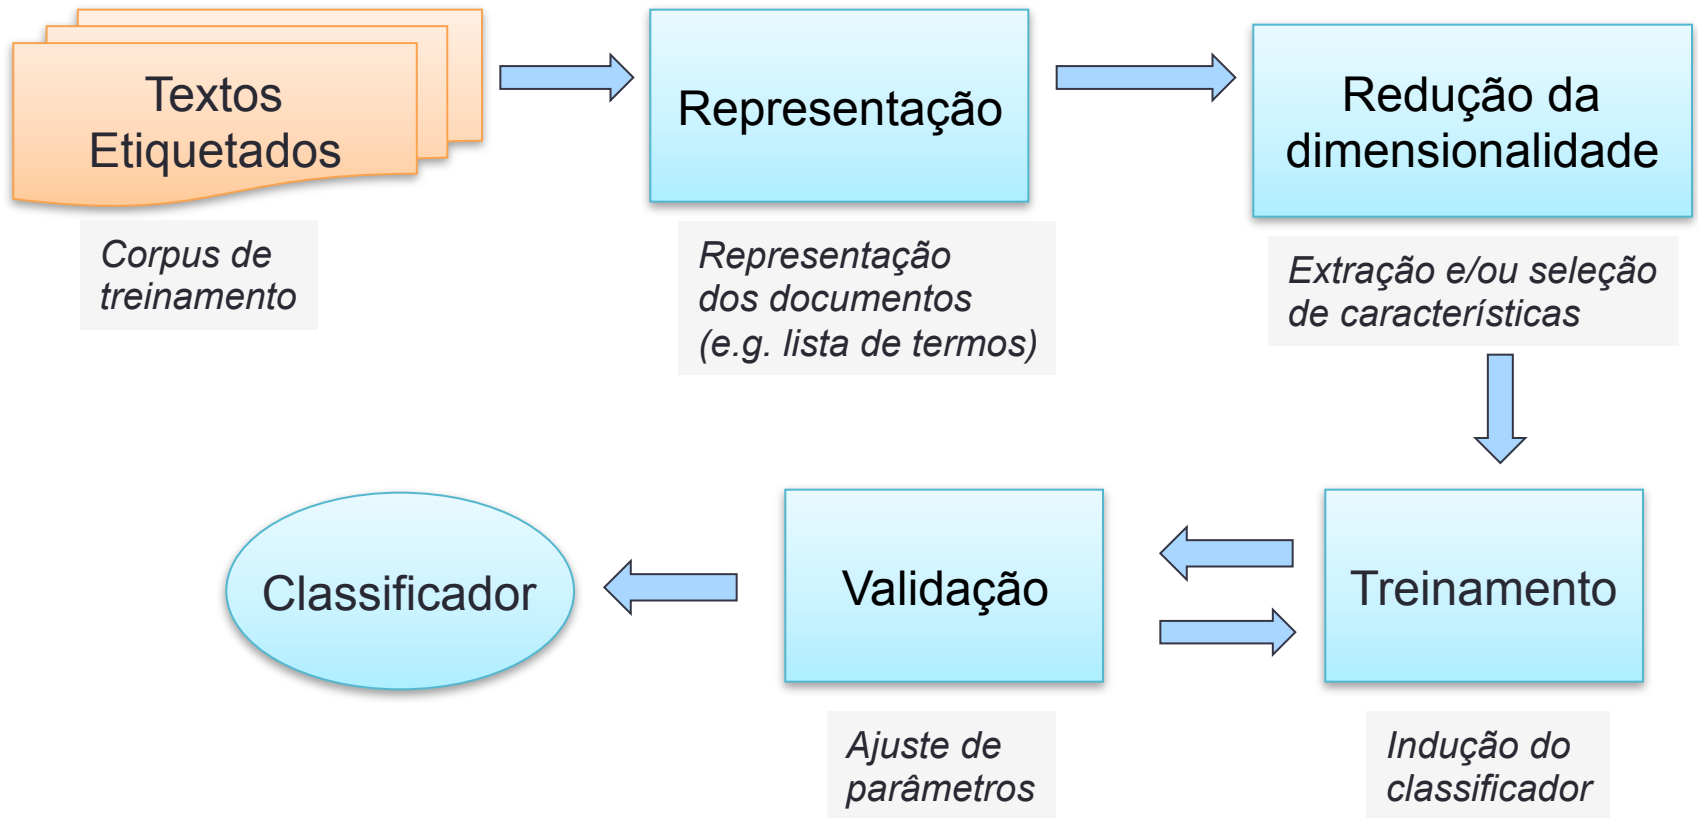 Textos
Etiquetados
Corpus de
treinamento
Representação
Representação
dos documentos
(e.g. lista de termos)
Redução da
dimensionalidade
Extração e/ou seleção
de características
Treinamento
Indução do
classificador
Validação
Ajuste de
parâmetros
Classificador